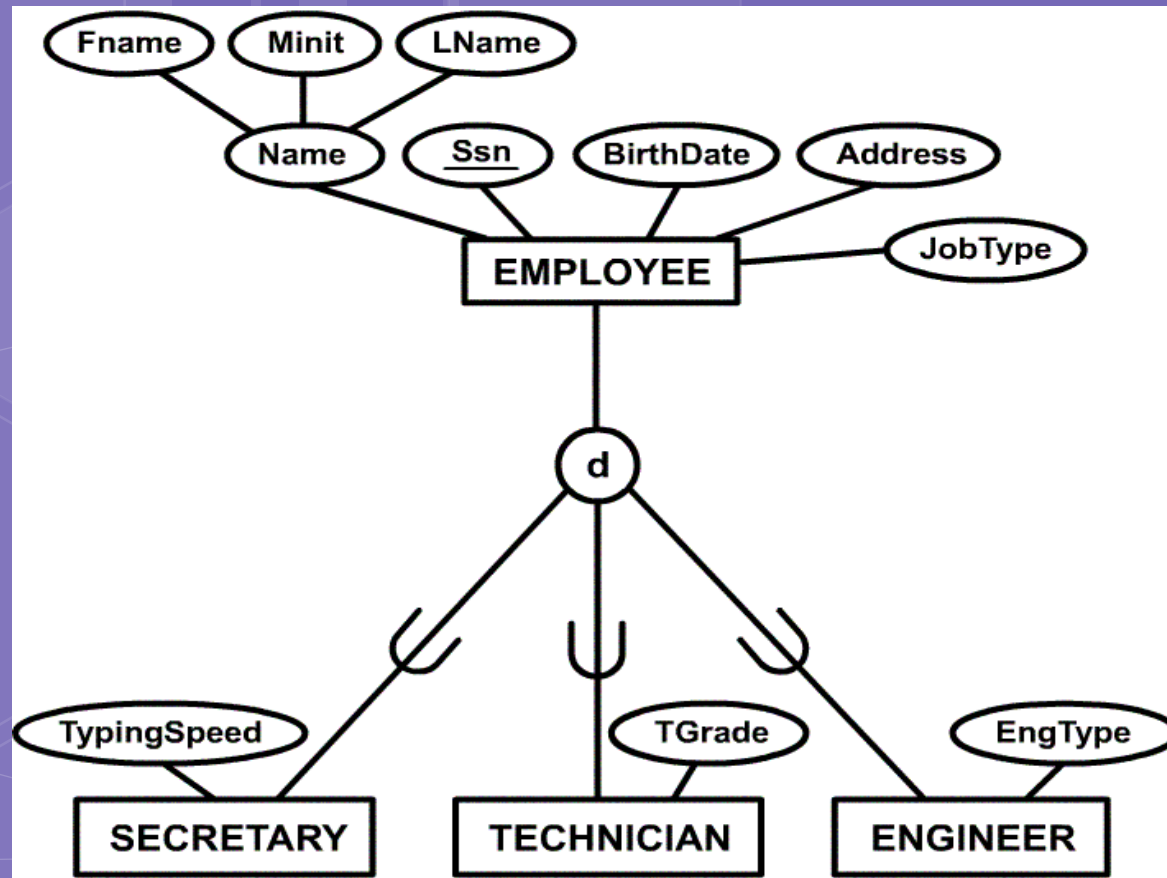 Fname Minit LName
Name Ssn BirthDate Address
JobType
EMPLOYEE
d
TypingSpeed TGrade EngType
SECRETARY TECHNICIAN ENGINEER